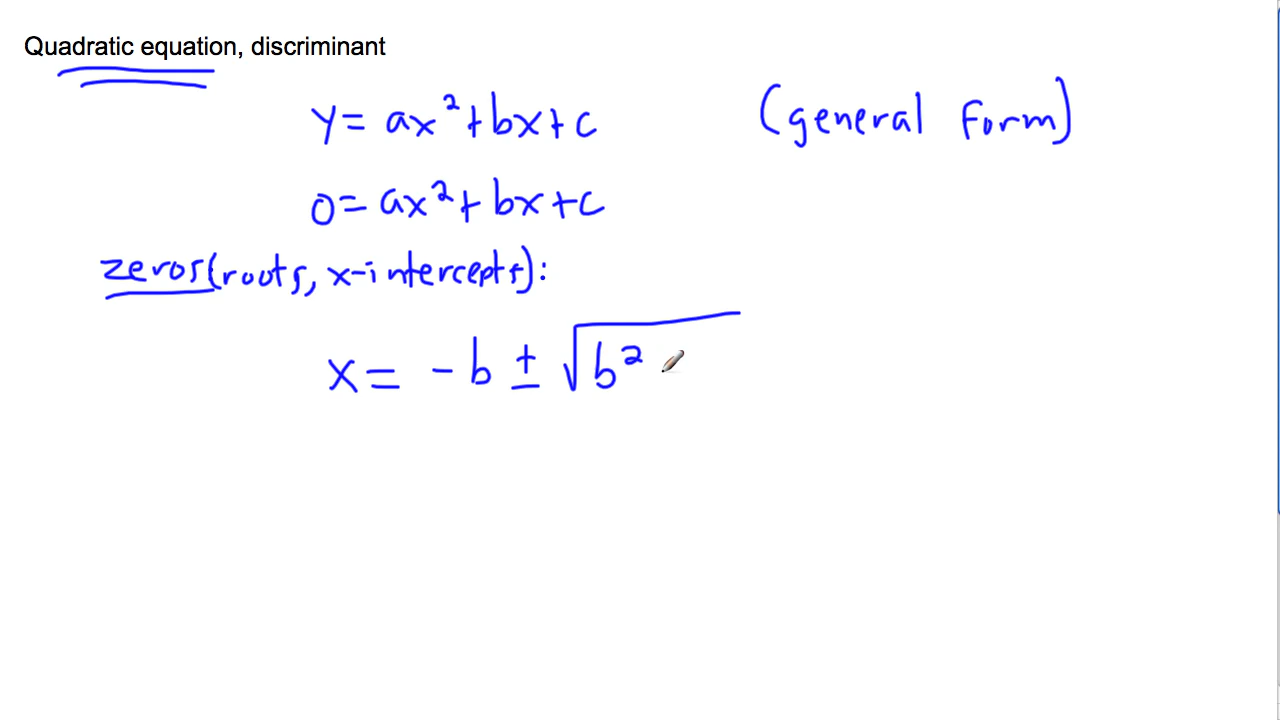 Quadratic equation, discriminant
y = ax² + bx + c (general form)
0 = ax² + bx + c
zeros (roots, x-intercepts):
x = -b ± √b²